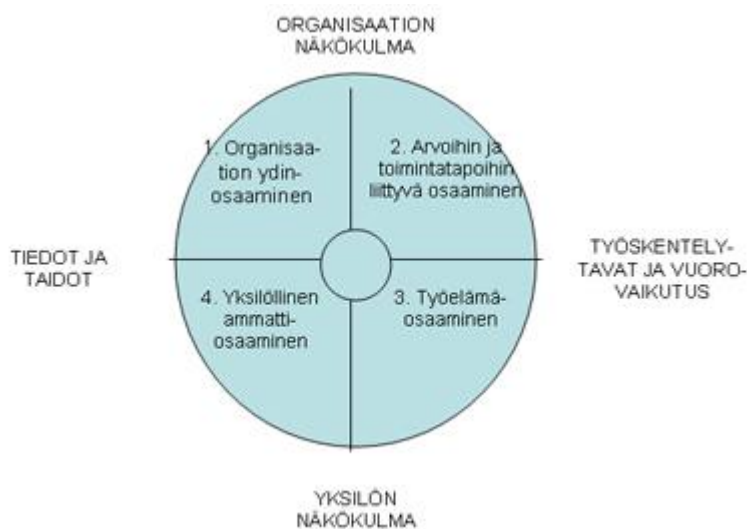 ORGANISAATION
NÄKÖKULMA
1. Organisaa-
tion ydin-
osaaminen
2. Arvoihin ja
toimintatapoihin
liittyvä osaaminen
TIEDOT JA
TAIDOT
TYÖSKENTELY-
TAVAT JA VUORO-
VAIKUTUS
4. Yksilöllinen
ammatti-
osaaminen
3. Työelämä-
osaaminen
YKSILÖN
NÄKÖKULMA